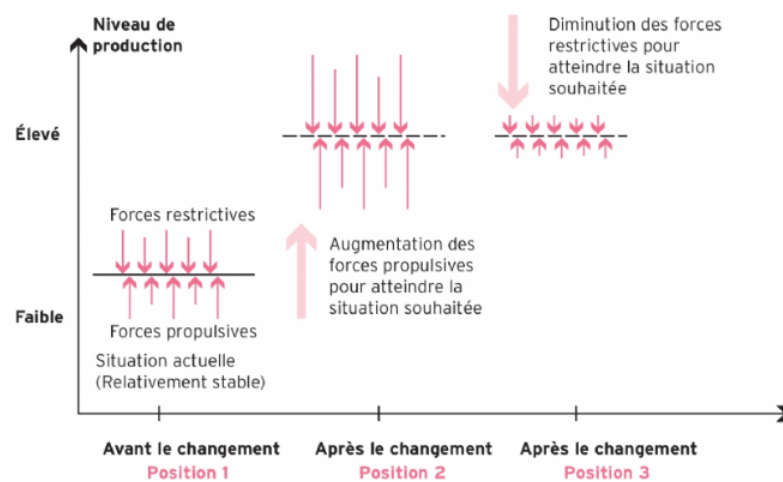 Niveau de
production
Diminution des forces
restrictives pour
atteindre la situation
souhaitée
Élevé
Forces restrictives
Augmentation des
forces propulsives
pour atteindre la
situation souhaitée
Faible
Forces propulsives
Situation actuelle
(Relativement stable)
Avant le changement
Position 1
Après le changement
Position 2
Après le changement
Position 3